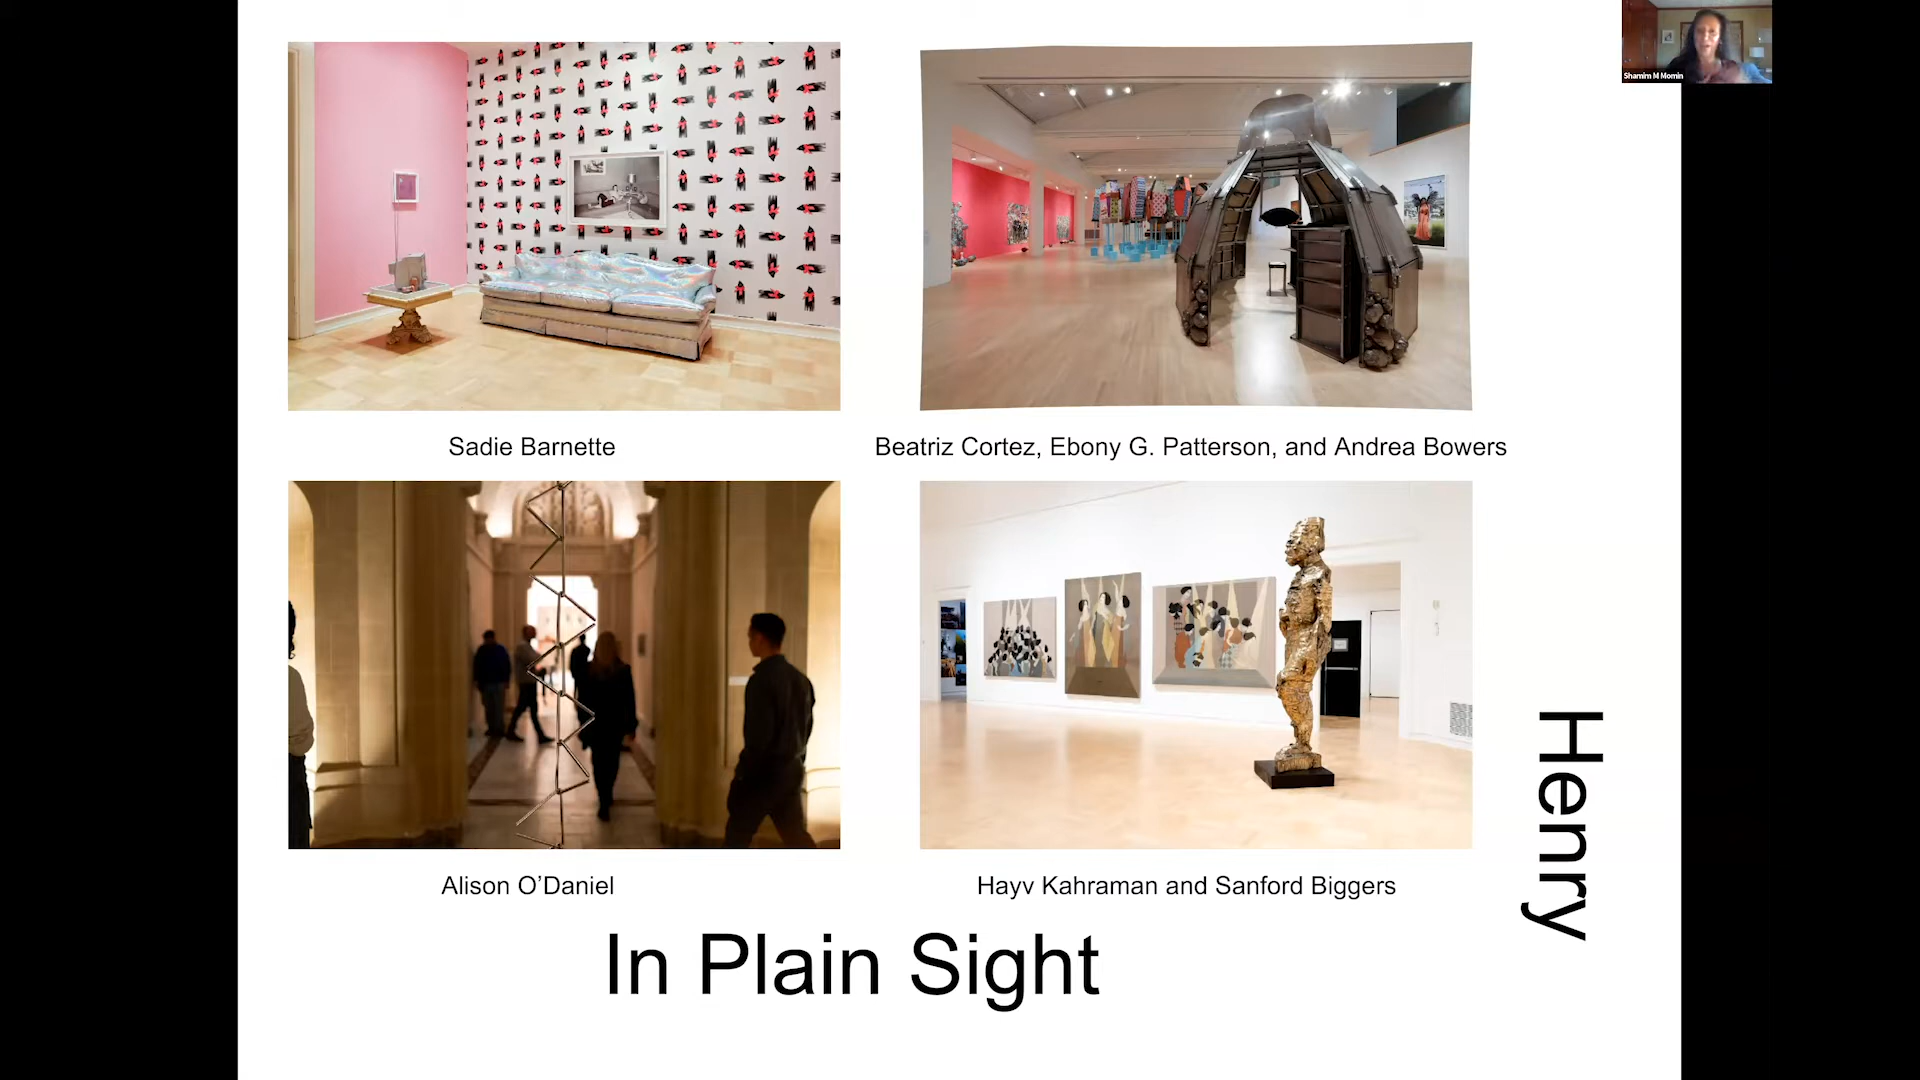 Shamim M Momin
Sadie Barnette
Beatriz Cortez, Ebony G. Patterson, and Andrea Bowers
Alison O’Daniel
Hayv Kahraman and Sanford Biggers
Henry
In Plain Sight